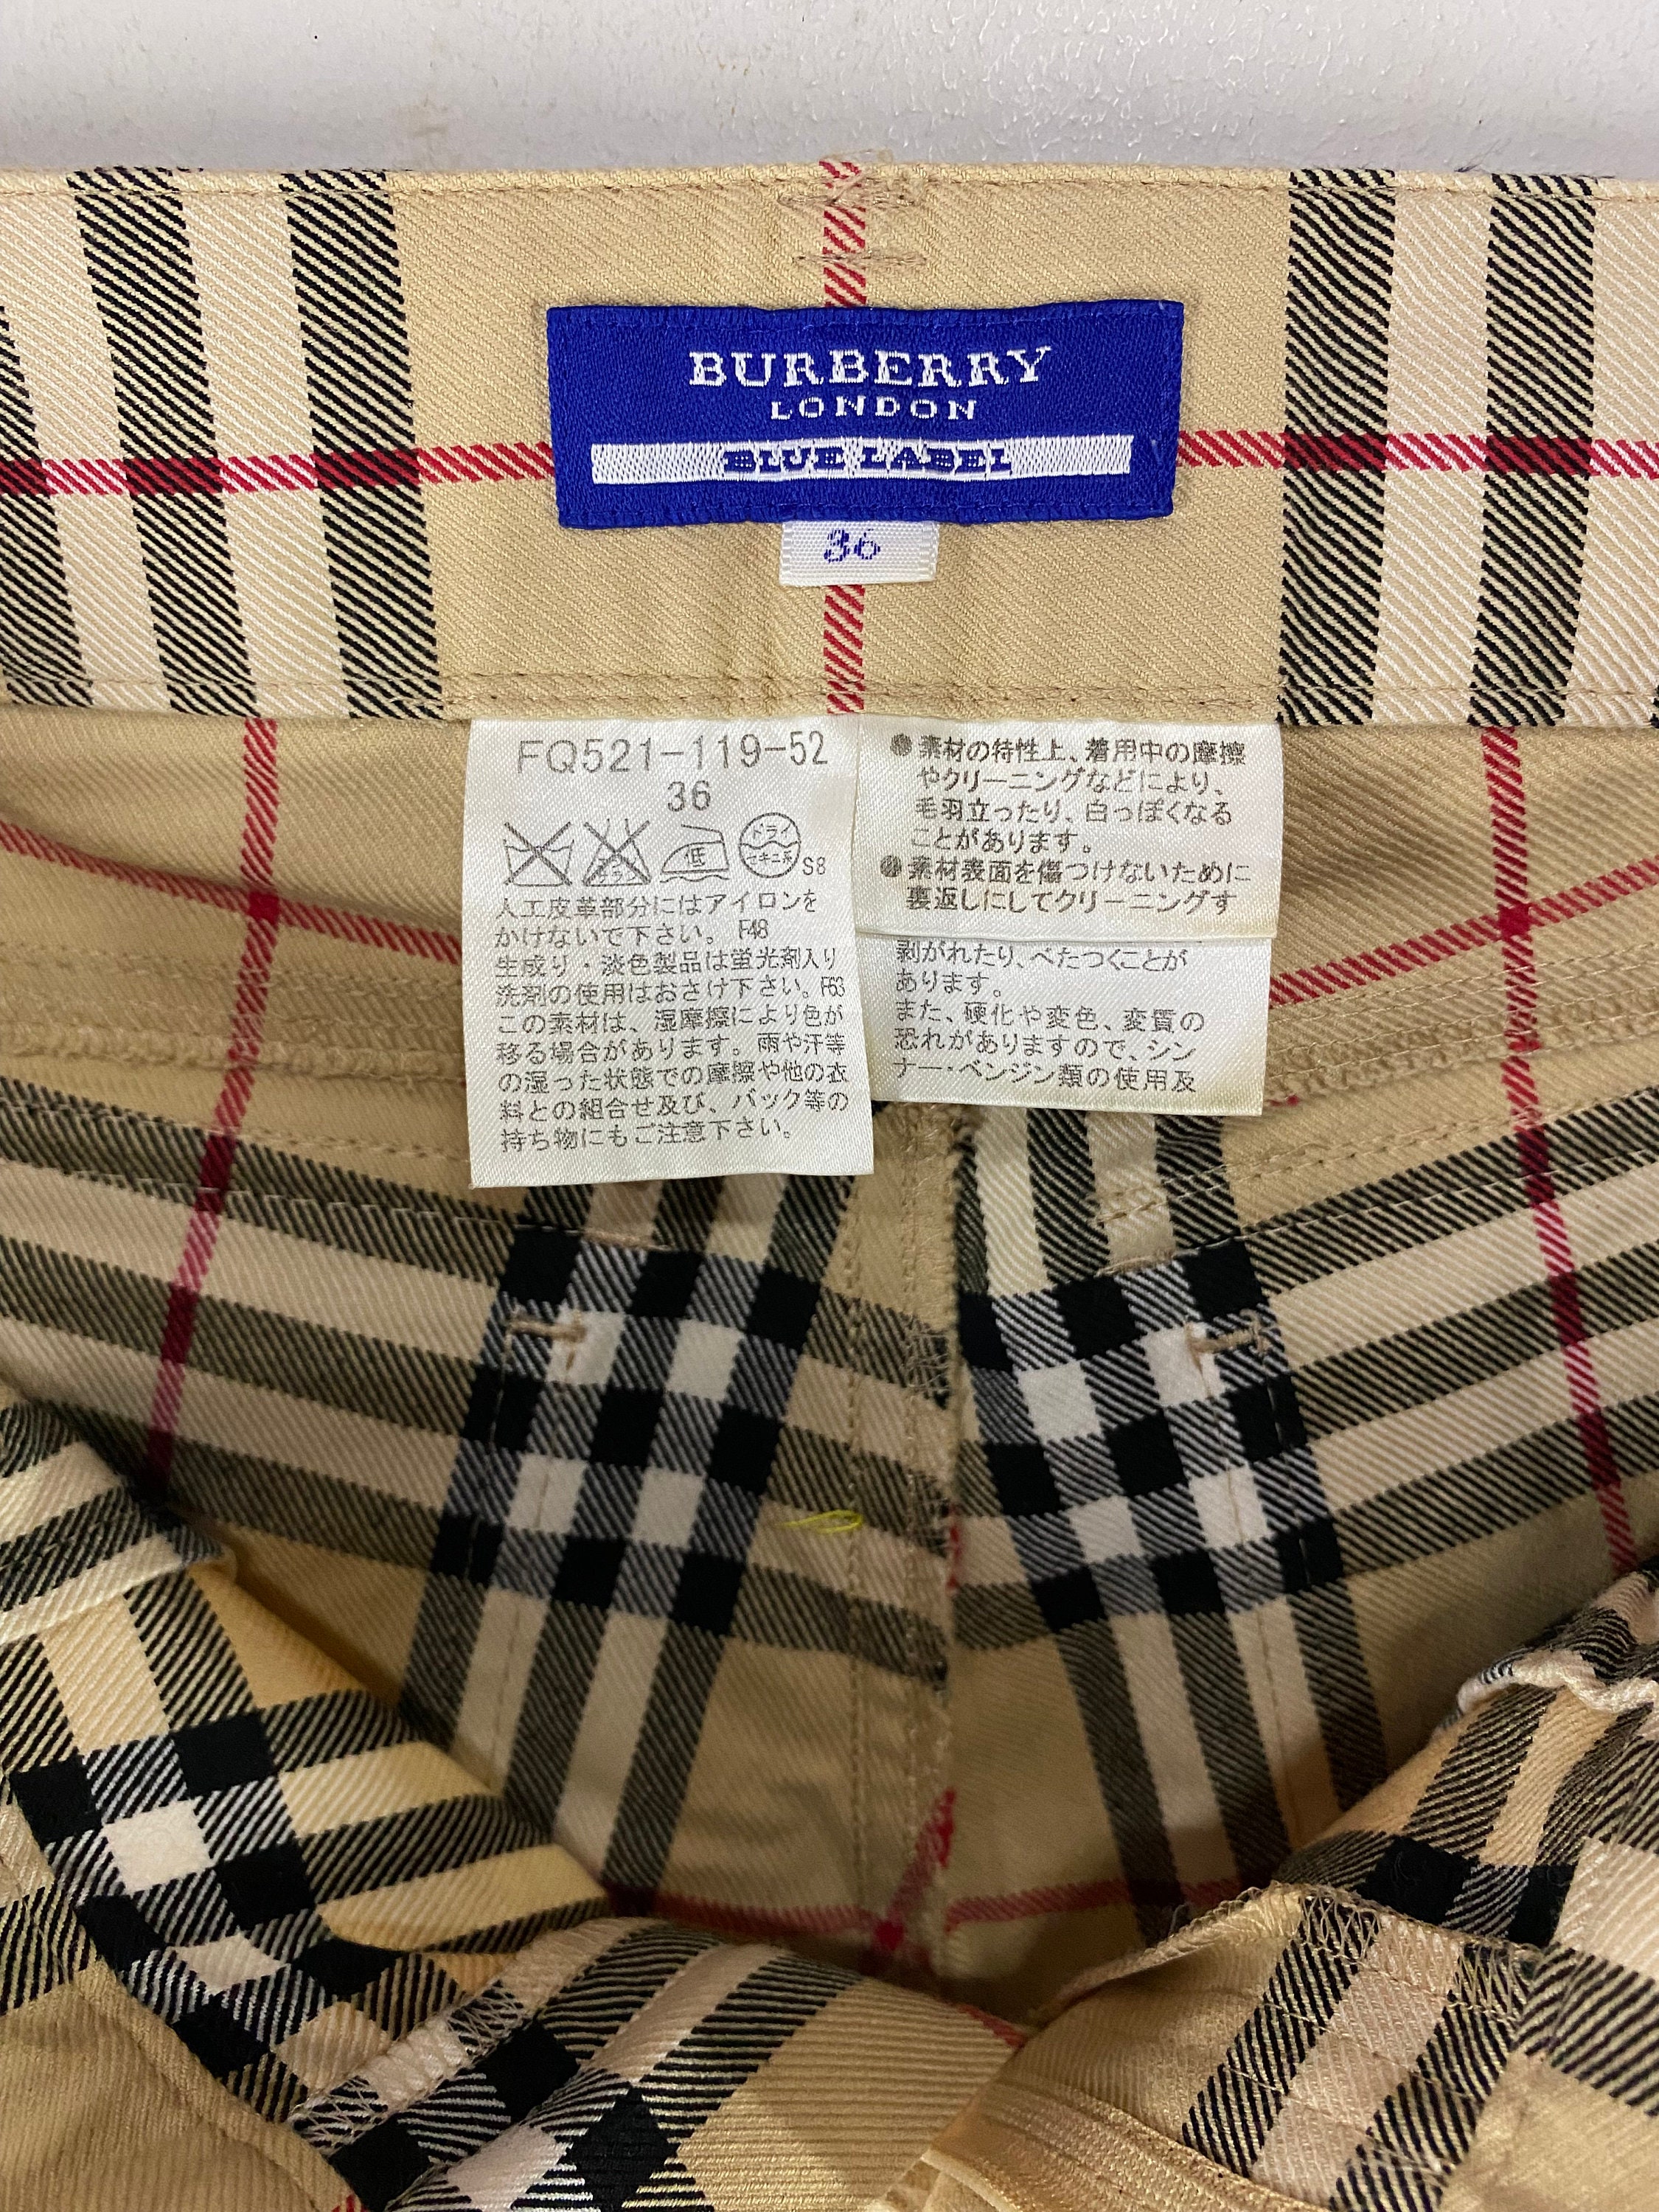 BURBERRY
LONDON
BLUE LABEL
36
FQ521-119-52
36
低
ドライ
セキユ系
S8
人工皮革部分にはアイロンを
かけないで下さい。 F48
生成り・淡色製品は蛍光剤入り
洗剤の使用はおさけ下さい。F63
この素材は、湿摩擦により色が
移る場合があります。雨や汗等
の湿った状態での摩擦や他の衣
料との組合せ及び、バック等の
持ち物にもご注意下さい。
●素材の特性上、着用中の摩擦
やクリーニングなどにより、
毛羽立ったり、白っぽくなる
ことがあります。
●素材表面を傷つけないために
裏返しにしてクリーニングす
剥がれたり、べたつくことが
あります。
また、硬化や変色、変質の
恐れがありますので、シン
ナー・ベンジン類の使用及